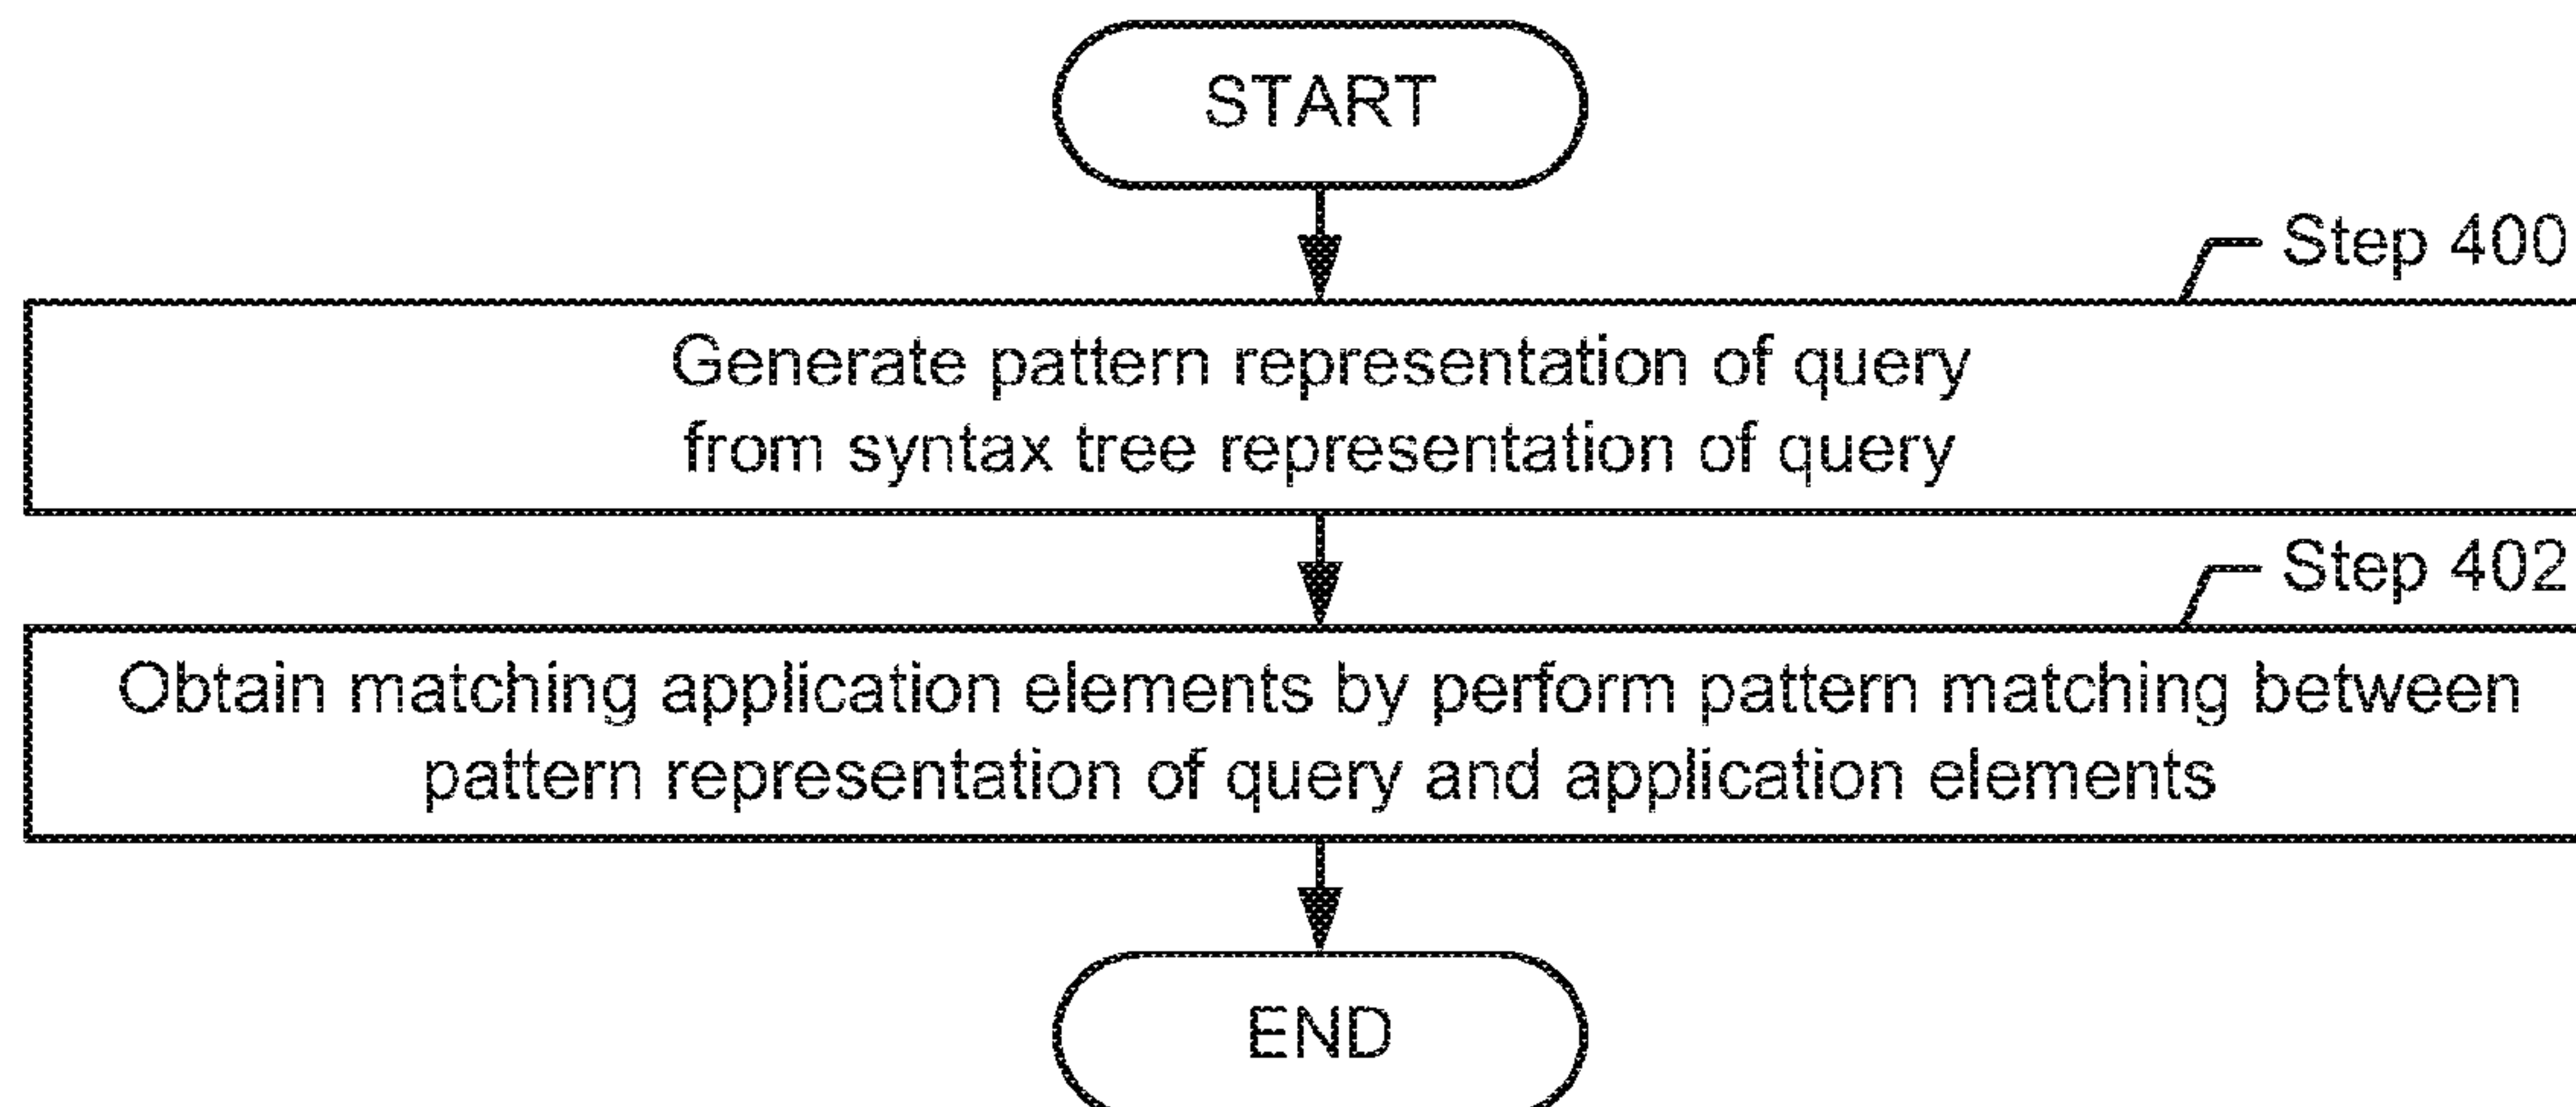 START
Step 400
Generate pattern representation of query
from syntax tree representation of query
Step 402
Obtain matching application elements by perform pattern matching between
pattern representation of query and application elements
END